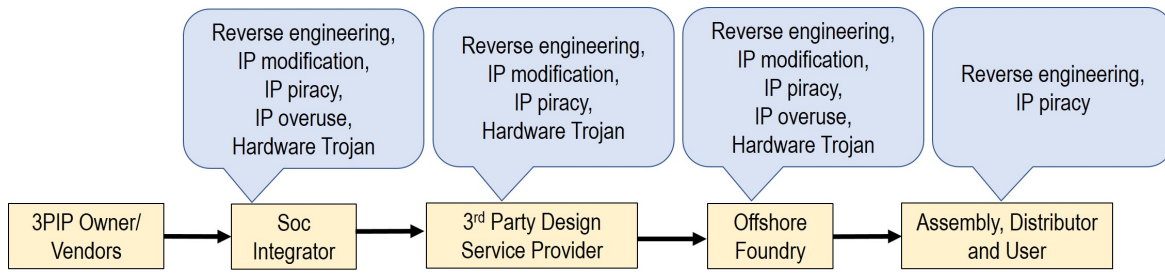 Reverse engineering,
IP modification,
IP piracy,
IP overuse,
Hardware Trojan
Reverse engineering,
IP modification,
IP piracy,
Hardware Trojan
Reverse engineering,
IP modification,
IP piracy,
IP overuse,
Hardware Trojan
Reverse engineering,
IP piracy
3PIP Owner/
Vendors
Soc
Integrator
3rd Party Design
Service Provider
Offshore
Foundry
Assembly, Distributor
and User